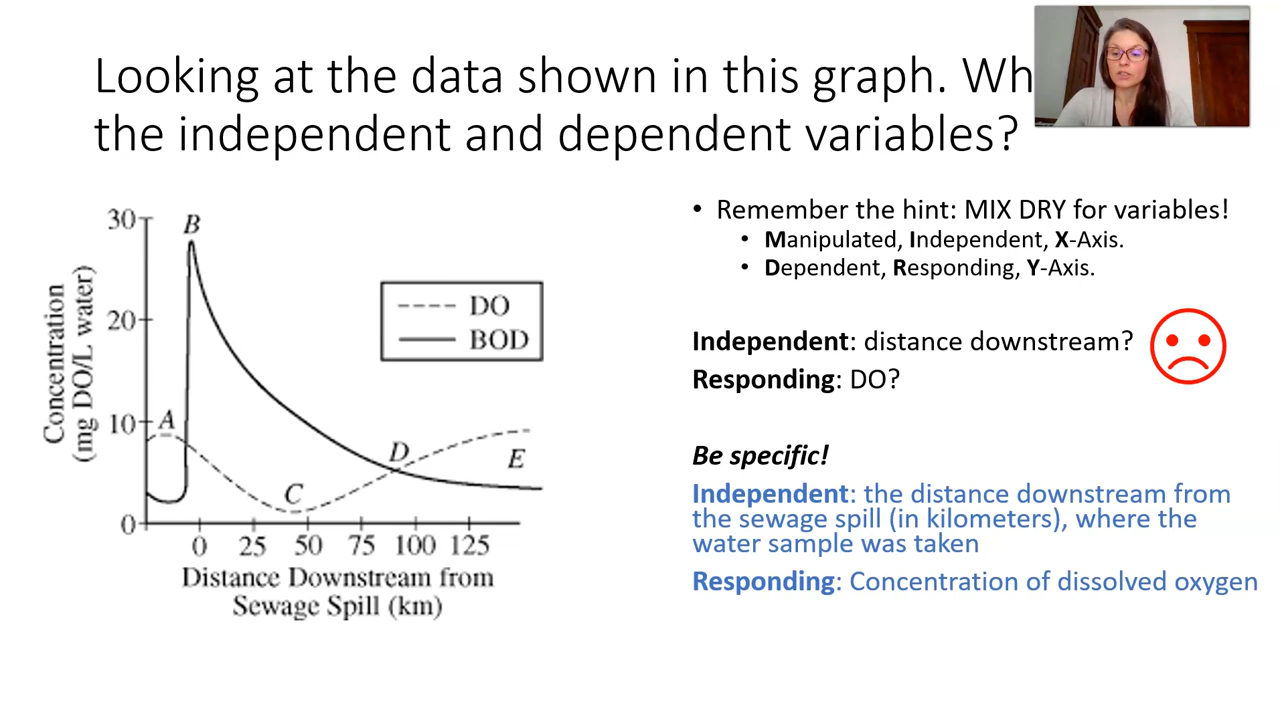 Looking at the data shown in this graph. Wh
the independent and dependent variables?
30
20
10
0
Concentration
(mg DO/L water)
A
B
C
D
E
DO
BOD
0 25 50 75 100 125
Distance Downstream from
Sewage Spill (km)
• Remember the hint: MIX DRY for variables!
• Manipulated, Independent, X-Axis.
• Dependent, Responding, Y-Axis.
Independent: distance downstream?
Responding: DO?
Be specific!
Independent: the distance downstream from
the sewage spill (in kilometers), where the
water sample was taken
Responding: Concentration of dissolved oxygen